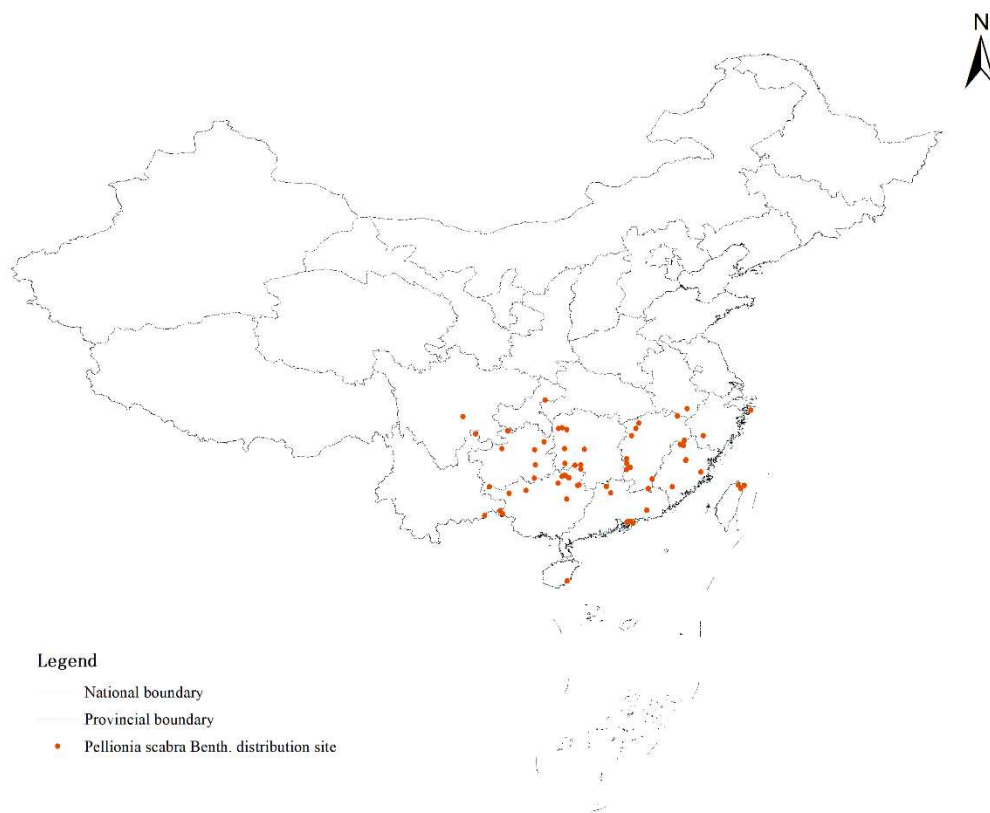 N
Legend
National boundary
Provincial boundary
Pellionia scabra Benth. distribution site